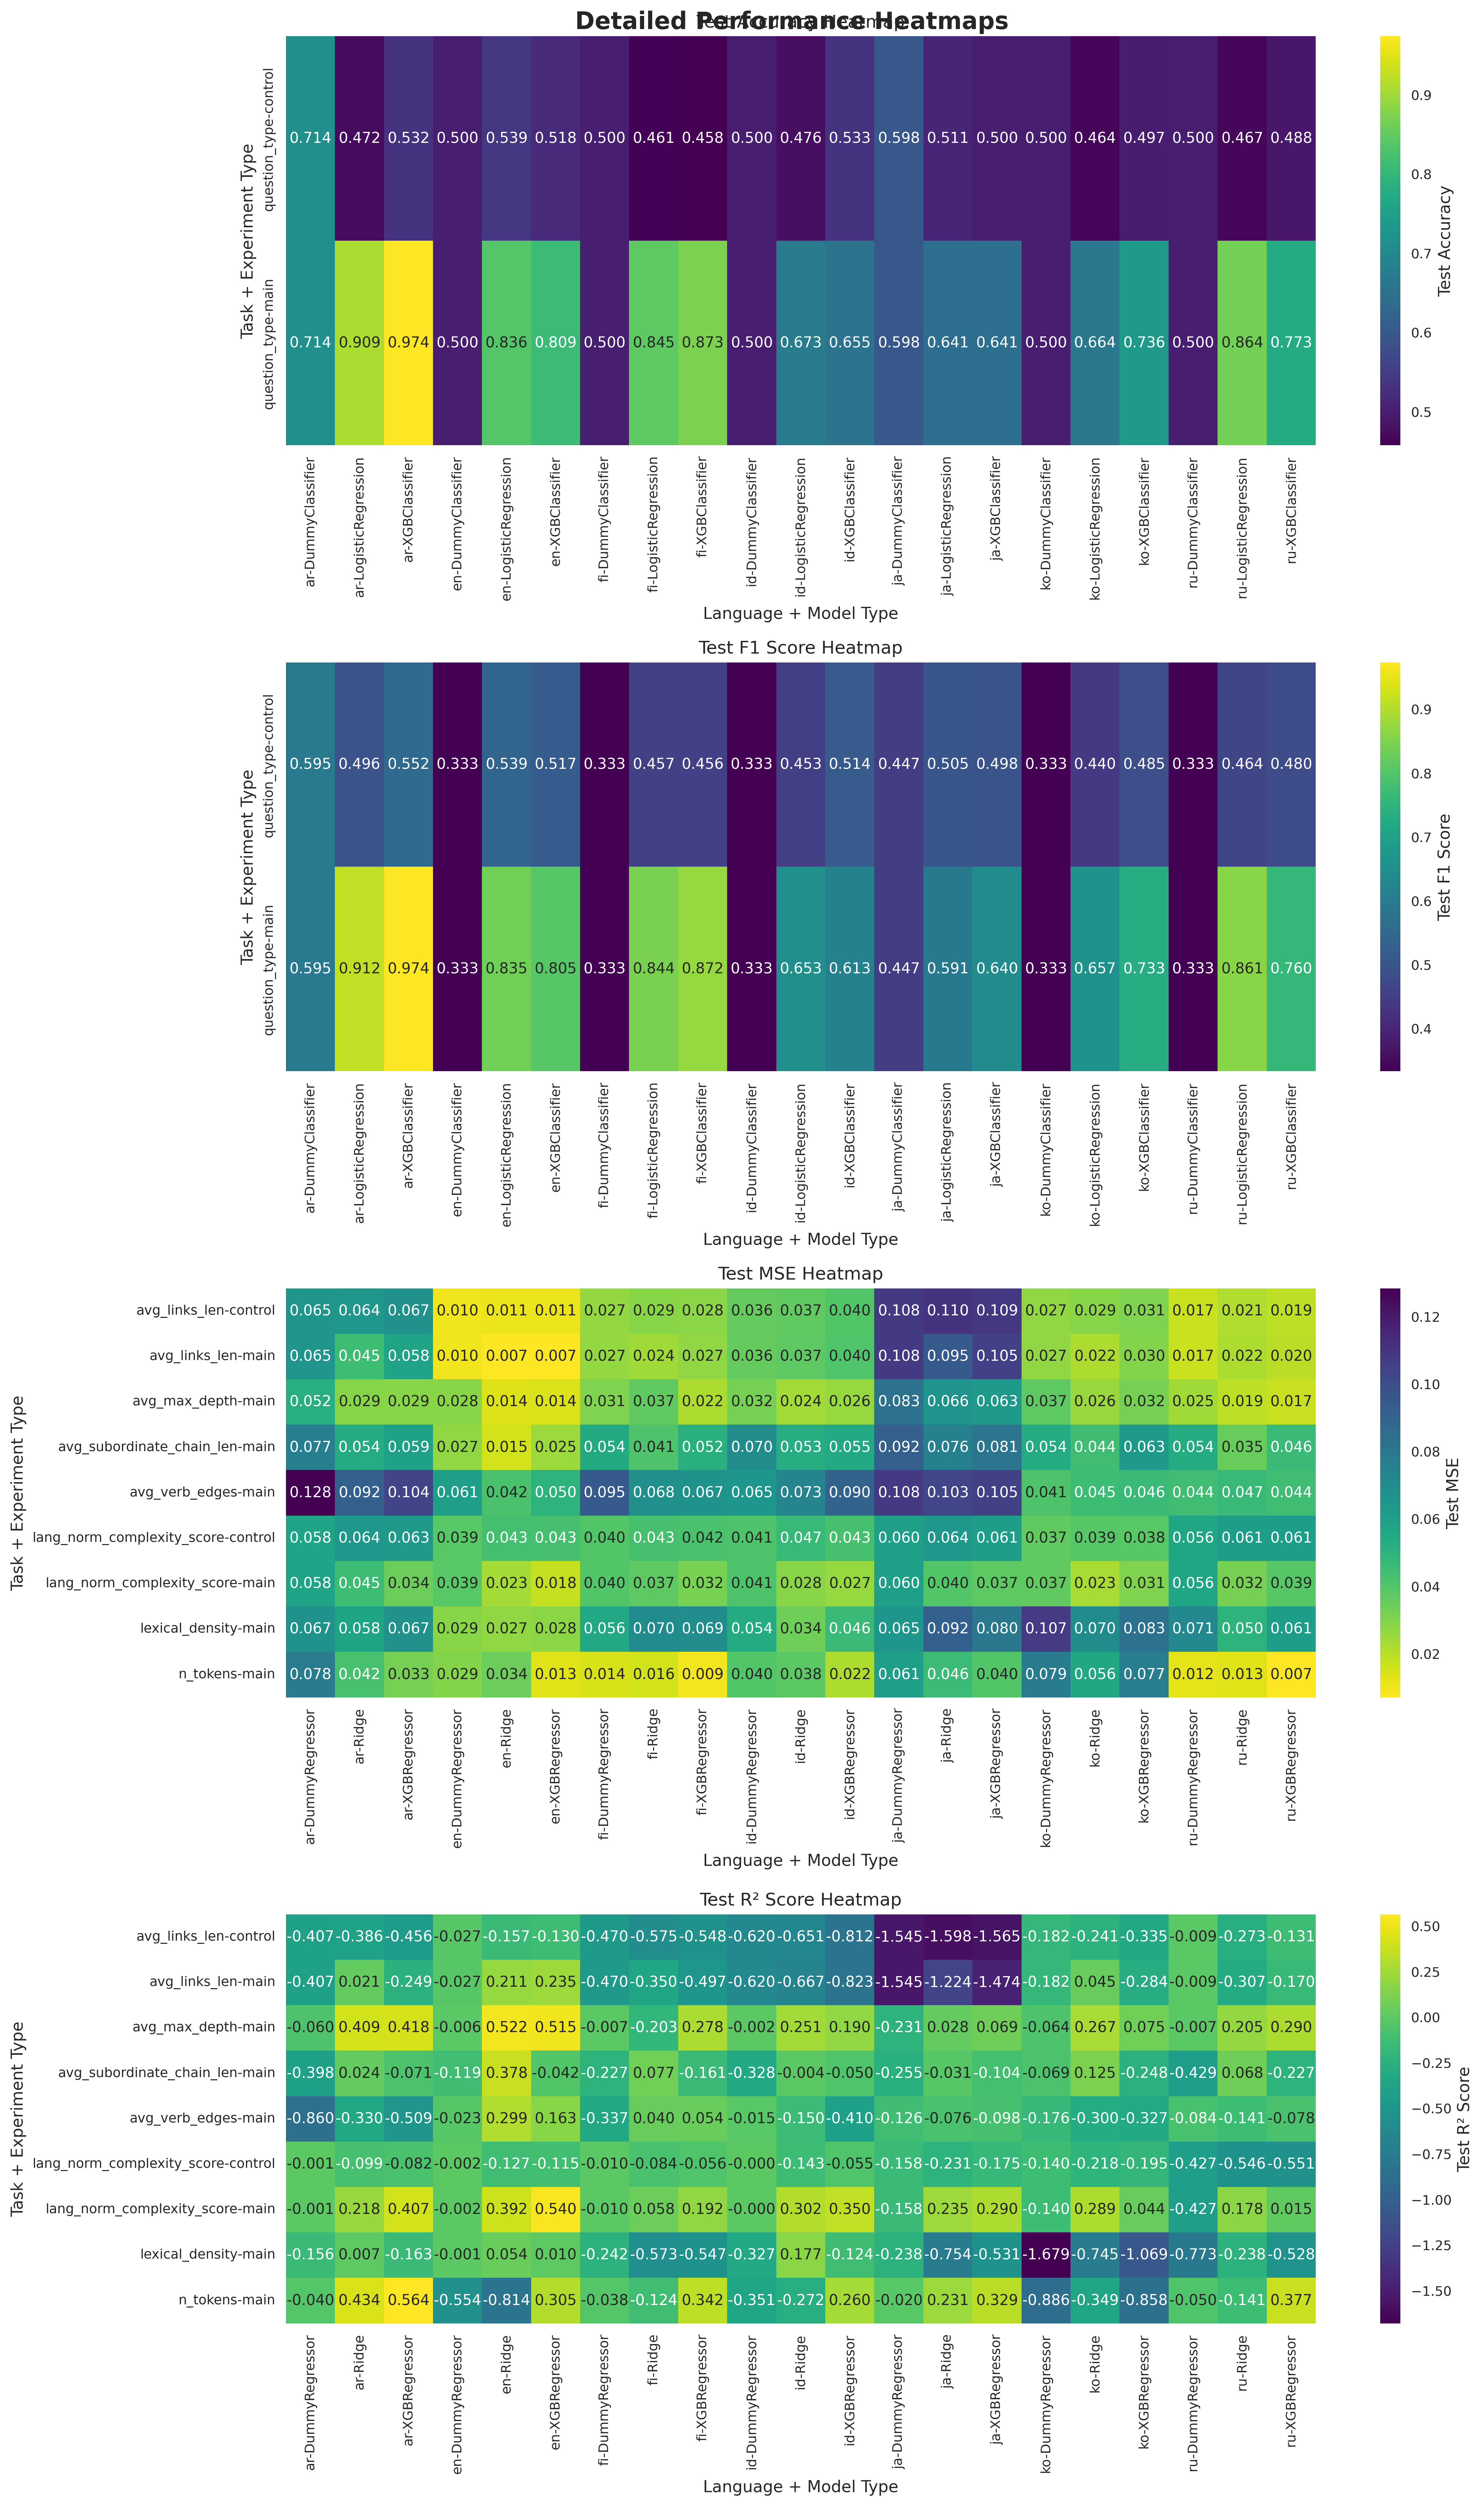 Detailed Performance Heatmaps
Test Accuracy Heatmap
Task + Experiment Type
question_type-control
0.714 0.472 0.532 0.500 0.539 0.518 0.500 0.461 0.458 0.500 0.476 0.533 0.598 0.511 0.500 0.500 0.464 0.497 0.500 0.467 0.488
question_type-main
0.714 0.909 0.974 0.500 0.836 0.809 0.500 0.845 0.873 0.500 0.673 0.655 0.598 0.641 0.641 0.500 0.664 0.736 0.500 0.864 0.773
ar-DummyClassifier ar-LogisticRegression ar-XGBClassifier en-DummyClassifier en-LogisticRegression en-XGBClassifier fi-DummyClassifier fi-LogisticRegression fi-XGBClassifier id-DummyClassifier id-LogisticRegression id-XGBClassifier ja-DummyClassifier ja-LogisticRegression ja-XGBClassifier ko-DummyClassifier ko-LogisticRegression ko-XGBClassifier ru-DummyClassifier ru-LogisticRegression ru-XGBClassifier
Language + Model Type
0.9
0.8
0.7
0.6
0.5
Test Accuracy
Test F1 Score Heatmap
Task + Experiment Type
question_type-control
0.595 0.496 0.552 0.333 0.539 0.517 0.333 0.457 0.456 0.333 0.453 0.514 0.447 0.505 0.498 0.333 0.440 0.485 0.333 0.464 0.480
question_type-main
0.595 0.912 0.974 0.333 0.835 0.805 0.333 0.844 0.872 0.333 0.653 0.613 0.447 0.591 0.640 0.333 0.657 0.733 0.333 0.861 0.760
ar-DummyClassifier ar-LogisticRegression ar-XGBClassifier en-DummyClassifier en-LogisticRegression en-XGBClassifier fi-DummyClassifier fi-LogisticRegression fi-XGBClassifier id-DummyClassifier id-LogisticRegression id-XGBClassifier ja-DummyClassifier ja-LogisticRegression ja-XGBClassifier ko-DummyClassifier ko-LogisticRegression ko-XGBClassifier ru-DummyClassifier ru-LogisticRegression ru-XGBClassifier
Language + Model Type
0.9
0.8
0.7
0.6
0.5
0.4
Test F1 Score
Test MSE Heatmap
Task + Experiment Type
avg_links_len-control 0.065 0.064 0.067 0.010 0.011 0.011 0.027 0.029 0.028 0.036 0.037 0.040 0.108 0.110 0.109 0.027 0.029 0.031 0.017 0.021 0.019
avg_links_len-main 0.065 0.045 0.058 0.010 0.007 0.007 0.027 0.024 0.027 0.036 0.037 0.040 0.108 0.095 0.105 0.027 0.022 0.030 0.017 0.022 0.020
avg_max_depth-main 0.052 0.029 0.029 0.028 0.014 0.014 0.031 0.037 0.022 0.032 0.024 0.026 0.083 0.066 0.063 0.037 0.026 0.032 0.025 0.019 0.017
avg_subordinate_chain_len-main 0.077 0.054 0.059 0.027 0.015 0.025 0.054 0.041 0.052 0.070 0.053 0.055 0.092 0.076 0.081 0.054 0.044 0.063 0.054 0.035 0.046
avg_verb_edges-main 0.128 0.092 0.104 0.061 0.042 0.050 0.095 0.068 0.067 0.065 0.073 0.090 0.108 0.103 0.105 0.041 0.045 0.046 0.044 0.047 0.044
lang_norm_complexity_score-control 0.058 0.064 0.063 0.039 0.043 0.043 0.040 0.043 0.042 0.041 0.047 0.043 0.060 0.064 0.061 0.037 0.039 0.038 0.056 0.061 0.061
lang_norm_complexity_score-main 0.058 0.045 0.034 0.039 0.023 0.018 0.040 0.037 0.032 0.041 0.028 0.027 0.060 0.040 0.037 0.037 0.023 0.031 0.056 0.032 0.039
lexical_density-main 0.067 0.058 0.067 0.029 0.027 0.028 0.056 0.070 0.069 0.054 0.034 0.046 0.065 0.092 0.080 0.107 0.070 0.083 0.071 0.050 0.061
n_tokens-main 0.078 0.042 0.033 0.029 0.034 0.013 0.014 0.016 0.009 0.040 0.038 0.022 0.061 0.046 0.040 0.079 0.056 0.077 0.012 0.013 0.007
ar-DummyRegressor ar-Ridge ar-XGBRegressor en-DummyRegressor en-Ridge en-XGBRegressor fi-DummyRegressor fi-Ridge fi-XGBRegressor id-DummyRegressor id-Ridge id-XGBRegressor ja-DummyRegressor ja-Ridge ja-XGBRegressor ko-DummyRegressor ko-Ridge ko-XGBRegressor ru-DummyRegressor ru-Ridge ru-XGBRegressor
Language + Model Type
0.12
0.10
0.08
0.06
0.04
0.02
Test MSE
Test R² Score Heatmap
Task + Experiment Type
avg_links_len-control -0.407 -0.386 -0.456 -0.027 -0.157 -0.130 -0.470 -0.575 -0.548 -0.620 -0.651 -0.812 -1.545 -1.598 -1.565 -0.182 -0.241 -0.335 -0.009 -0.273 -0.131
avg_links_len-main -0.407 0.021 -0.249 -0.027 0.211 0.235 -0.470 -0.350 -0.497 -0.620 -0.667 -0.823 -1.545 -1.224 -1.474 -0.182 0.045 -0.284 -0.009 -0.307 -0.170
avg_max_depth-main -0.060 0.409 0.418 -0.006 0.522 0.515 -0.007 -0.203 0.278 -0.002 0.251 0.190 -0.231 0.028 0.069 -0.064 0.267 0.075 -0.007 0.205 0.290
avg_subordinate_chain_len-main -0.398 0.024 -0.071 -0.119 0.378 -0.042 -0.227 0.077 -0.161 -0.328 -0.004 -0.050 -0.255 -0.031 -0.104 -0.069 0.125 -0.248 -0.429 0.068 -0.227
avg_verb_edges-main -0.860 -0.330 -0.509 -0.023 0.299 0.163 -0.337 0.040 0.054 -0.015 -0.150 -0.410 -0.126 -0.076 -0.098 -0.176 -0.300 -0.327 -0.084 -0.141 -0.078
lang_norm_complexity_score-control -0.001 -0.099 -0.082 -0.002 -0.127 -0.115 -0.010 -0.084 -0.056 -0.000 -0.143 -0.055 -0.158 -0.231 -0.175 -0.140 -0.218 -0.195 -0.427 -0.546 -0.551
lang_norm_complexity_score-main -0.001 0.218 0.407 -0.002 0.392 0.540 -0.010 0.058 0.192 -0.000 0.302 0.350 -0.158 0.235 0.290 -0.140 0.289 0.044 -0.427 0.178 0.015
lexical_density-main -0.156 0.007 -0.163 -0.001 0.054 0.010 -0.242 -0.573 -0.547 -0.327 0.177 -0.124 -0.238 -0.754 -0.531 -1.679 -0.745 -1.069 -0.773 -0.238 -0.528
n_tokens-main -0.040 0.434 0.564 -0.554 -0.814 0.305 -0.038 -0.124 0.342 -0.351 -0.272 0.260 -0.020 0.231 0.329 -0.886 -0.349 -0.858 -0.050 -0.141 0.377
ar-DummyRegressor ar-Ridge ar-XGBRegressor en-DummyRegressor en-Ridge en-XGBRegressor fi-DummyRegressor fi-Ridge fi-XGBRegressor id-DummyRegressor id-Ridge id-XGBRegressor ja-DummyRegressor ja-Ridge ja-XGBRegressor ko-DummyRegressor ko-Ridge ko-XGBRegressor ru-DummyRegressor ru-Ridge ru-XGBRegressor
Language + Model Type
0.50
0.25
0.00
−0.25
−0.50
−0.75
−1.00
−1.25
−1.50
Test R² Score